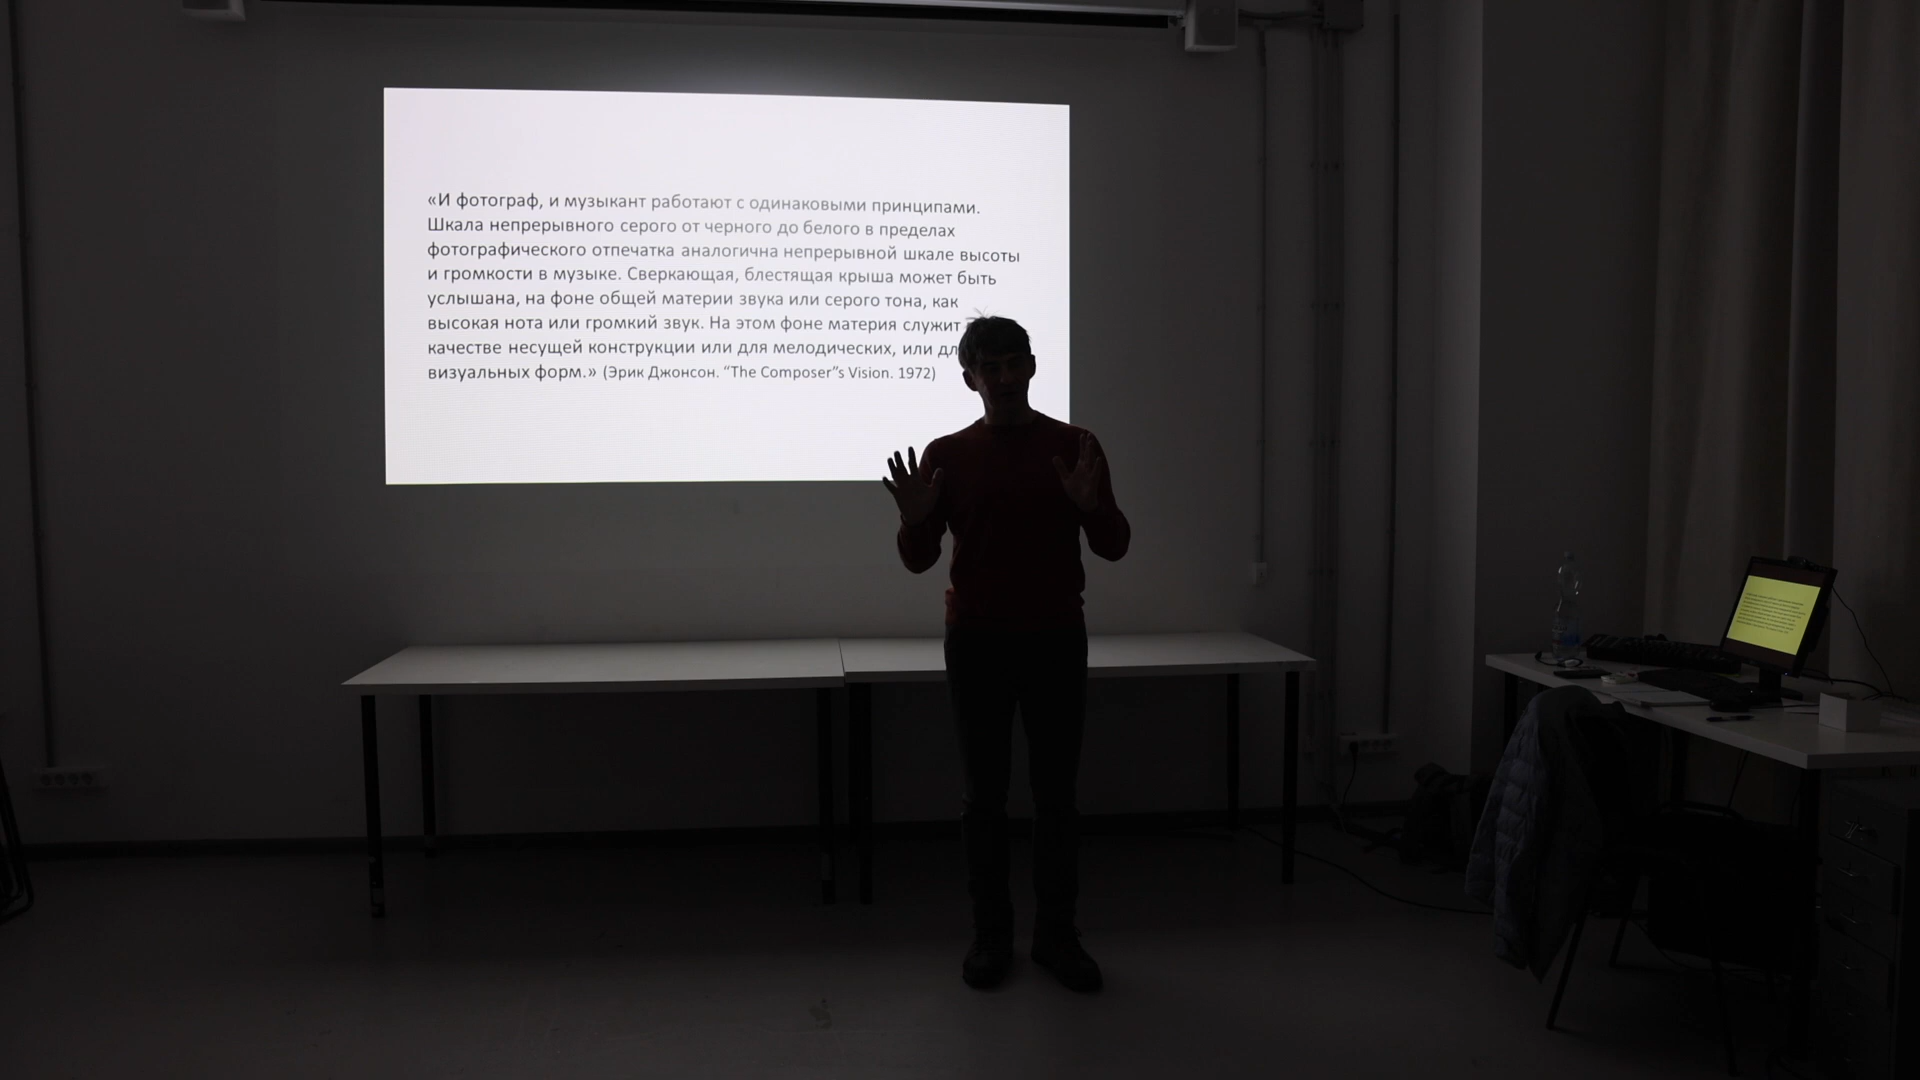 «И фотограф, и музыкант работают с одинаковыми принципами.
Шкала непрерывного серого от черного до белого в пределах
фотографического отпечатка аналогична непрерывной шкале высоты
и громкости в музыке. Сверкающая, блестящая крыша может быть
услышана, на фоне общей материи звука или серого тона, как
высокая нота или громкий звук. На этом фоне материя служит
качестве несущей конструкции или для мелодических, или
визуальных форм.» (Эрик Джонсон. “The Composer”s Vision. 1972)